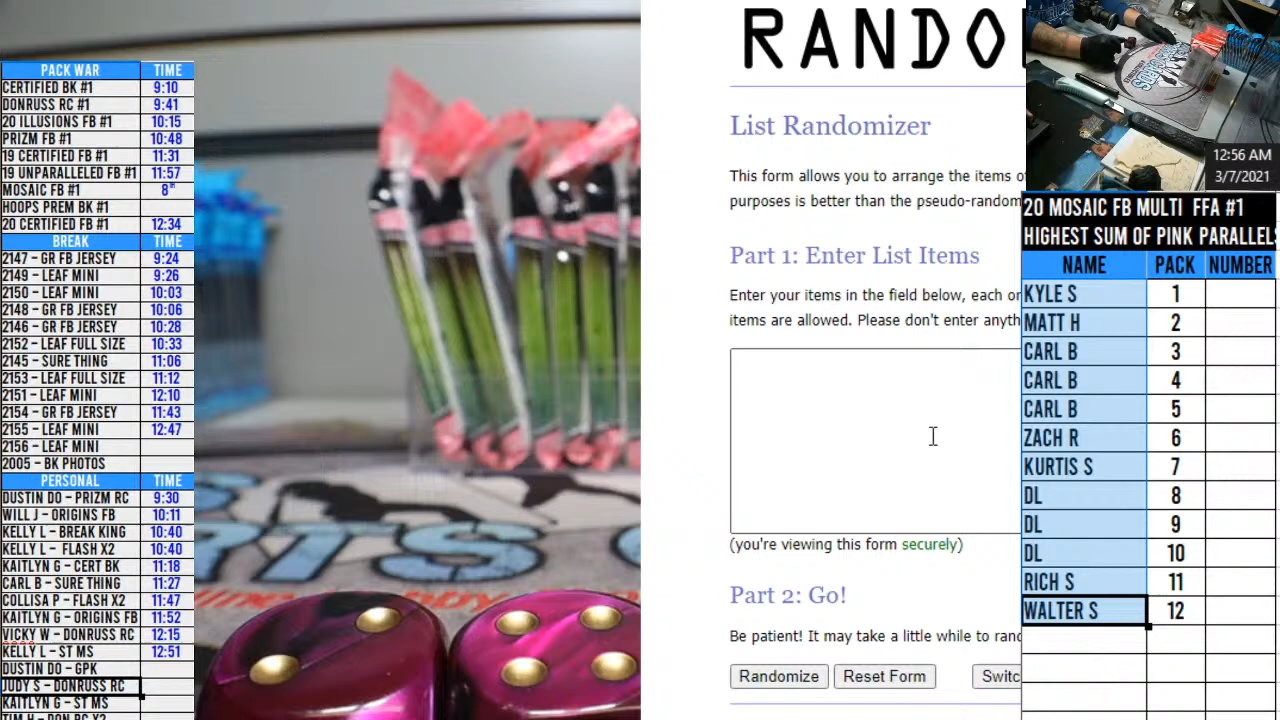 PACK WAR TIME
CERTIFIED BK #1 9:10
DONRUSS RC #1 9:41
20 ILLUSIONS FB #1 10:15
PRIZM FB #1 10:48
19 CERTIFIED FB #1 11:31
19 UNPARALLELED FB #1 11:57
MOSAIC FB #1
HOOPS PREM BK #1
20 CERTIFIED FB #1 12:34
BREAK TIME
2147 - GR FB JERSEY 9:24
2149 - LEAF MINI 9:26
2150 - LEAF MINI 10:03
2148 - GR FB JERSEY 10:06
2146 - GR FB JERSEY 10:28
2152 - LEAF FULL SIZE 10:33
2145 - SURE THING 11:06
2153 - LEAF FULL SIZE 11:12
2151 - LEAF MINI 12:10
2154 - GR FB JERSEY 11:43
2155 - LEAF MINI 12:47
2156 - LEAF MINI
2005 - BK PHOTOS
PERSONAL TIME
DUSTIN DO - PRIZM RC 9:30
WILL J - ORIGINS FB 10:11
KELLY L - BREAK KING 10:40
KELLY L - FLASH X2 10:40
KAITLYN G - CERT BK 11:18
CARL B - SURE THING 11:27
COLLISA P - FLASH X2 11:47
KAITLYN G - ORIGINS FB 11:52
VICKY W - DONRUSS RC 12:15
KELLY L - ST MS 12:51
DUSTIN DO - GPK
JUDY S - DONRUSS RC
KAITLYN G - ST MS
TIM H - DON RC X2
RANDO
List Randomizer
This form allows you to arrange the items o
purposes is better than the pseudo-random
Part 1: Enter List Items
Enter your items in the field below, each on
items are allowed. Please don't enter anyth
(you're viewing this form securely)
Part 2: Go!
Be patient! It may take a little while to rand
Randomize Reset Form Switc
12:56 AM
3/7/2021
20 MOSAIC FB MULTI FFA #1
HIGHEST SUM OF PINK PARALLELS
NAME PACK NUMBER
KYLE S 1
MATT H 2
CARL B 3
CARL B 4
CARL B 5
ZACH R 6
KURTIS S 7
DL 8
DL 9
DL 10
RICH S 11
WALTER S 12